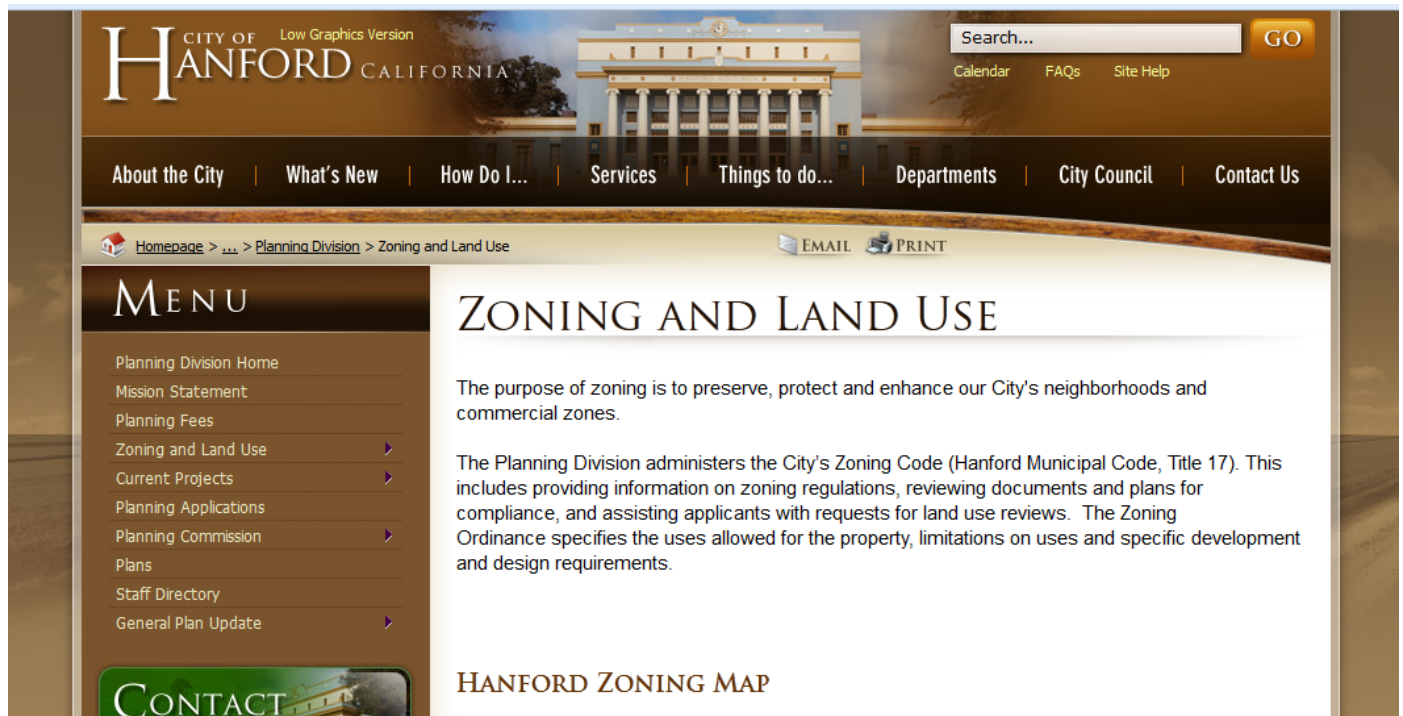 CITY OF HANFORD CALIFORNIA
Low Graphics Version
Search...
GO
Calendar FAQs Site Help
HANFORD AUDITORIUM
About the City | What's New | How Do I... | Services | Things to do... | Departments | City Council | Contact Us
Homepage > ... > Planning Division > Zoning and Land Use
EMAIL PRINT
MENU
Planning Division Home
Mission Statement
Planning Fees
Zoning and Land Use
Current Projects
Planning Applications
Planning Commission
Plans
Staff Directory
General Plan Update
CONTACT
ZONING AND LAND USE
The purpose of zoning is to preserve, protect and enhance our City's neighborhoods and
commercial zones.
The Planning Division administers the City's Zoning Code (Hanford Municipal Code, Title 17). This
includes providing information on zoning regulations, reviewing documents and plans for
compliance, and assisting applicants with requests for land use reviews.  The Zoning
Ordinance specifies the uses allowed for the property, limitations on uses and specific development
and design requirements.
HANFORD ZONING MAP